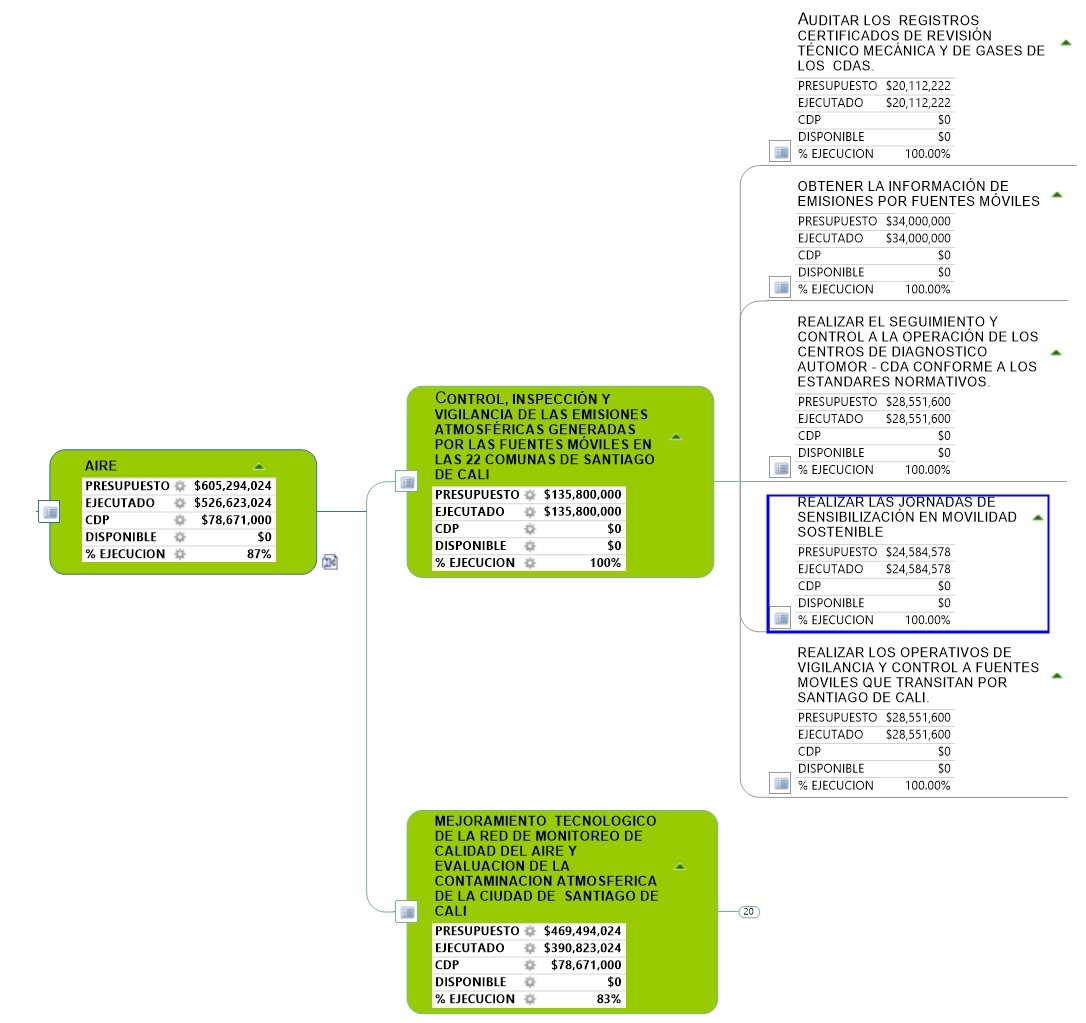 AIRE
PRESUPUESTO $605,294,024
EJECUTADO $526,623,024
CDP $78,671,000
DISPONIBLE $0
% EJECUCION 87%
CONTROL, INSPECCIÓN Y
VIGILANCIA DE LAS EMISIONES
ATMOSFÉRICAS GENERADAS
POR LAS FUENTES MÓVILES EN
LAS 22 COMUNAS DE SANTIAGO
DE CALI
PRESUPUESTO $135,800,000
EJECUTADO $135,800,000
CDP $0
DISPONIBLE $0
% EJECUCION 100%
AUDITAR LOS REGISTROS
CERTIFICADOS DE REVISIÓN
TÉCNICO MECÁNICA Y DE GASES DE
LOS CDAS.
PRESUPUESTO $20,112,222
EJECUTADO $20,112,222
CDP $0
DISPONIBLE $0
% EJECUCION 100.00%
OBTENER LA INFORMACIÓN DE
EMISIONES POR FUENTES MÓVILES
PRESUPUESTO $34,000,000
EJECUTADO $34,000,000
CDP $0
DISPONIBLE $0
% EJECUCION 100.00%
REALIZAR EL SEGUIMIENTO Y
CONTROL A LA OPERACIÓN DE LOS
CENTROS DE DIAGNOSTICO
AUTOMOR - CDA CONFORME A LOS
ESTANDARES NORMATIVOS.
PRESUPUESTO $28,551,600
EJECUTADO $28,551,600
CDP $0
DISPONIBLE $0
% EJECUCION 100.00%
REALIZAR LAS JORNADAS DE
SENSIBILIZACIÓN EN MOVILIDAD
SOSTENIBLE
PRESUPUESTO $24,584,578
EJECUTADO $24,584,578
CDP $0
DISPONIBLE $0
% EJECUCION 100.00%
REALIZAR LOS OPERATIVOS DE
VIGILANCIA Y CONTROL A FUENTES
MOVILES QUE TRANSITAN POR
SANTIAGO DE CALI.
PRESUPUESTO $28,551,600
EJECUTADO $28,551,600
CDP $0
DISPONIBLE $0
% EJECUCION 100.00%
MEJORAMIENTO TECNOLOGICO
DE LA RED DE MONITOREO DE
CALIDAD DEL AIRE Y
EVALUACION DE LA
CONTAMINACION ATMOSFERICA
DE LA CIUDAD DE SANTIAGO DE
CALI
PRESUPUESTO $469,494,024
EJECUTADO $390,823,024
CDP $78,671,000
DISPONIBLE $0
% EJECUCION 83%
20